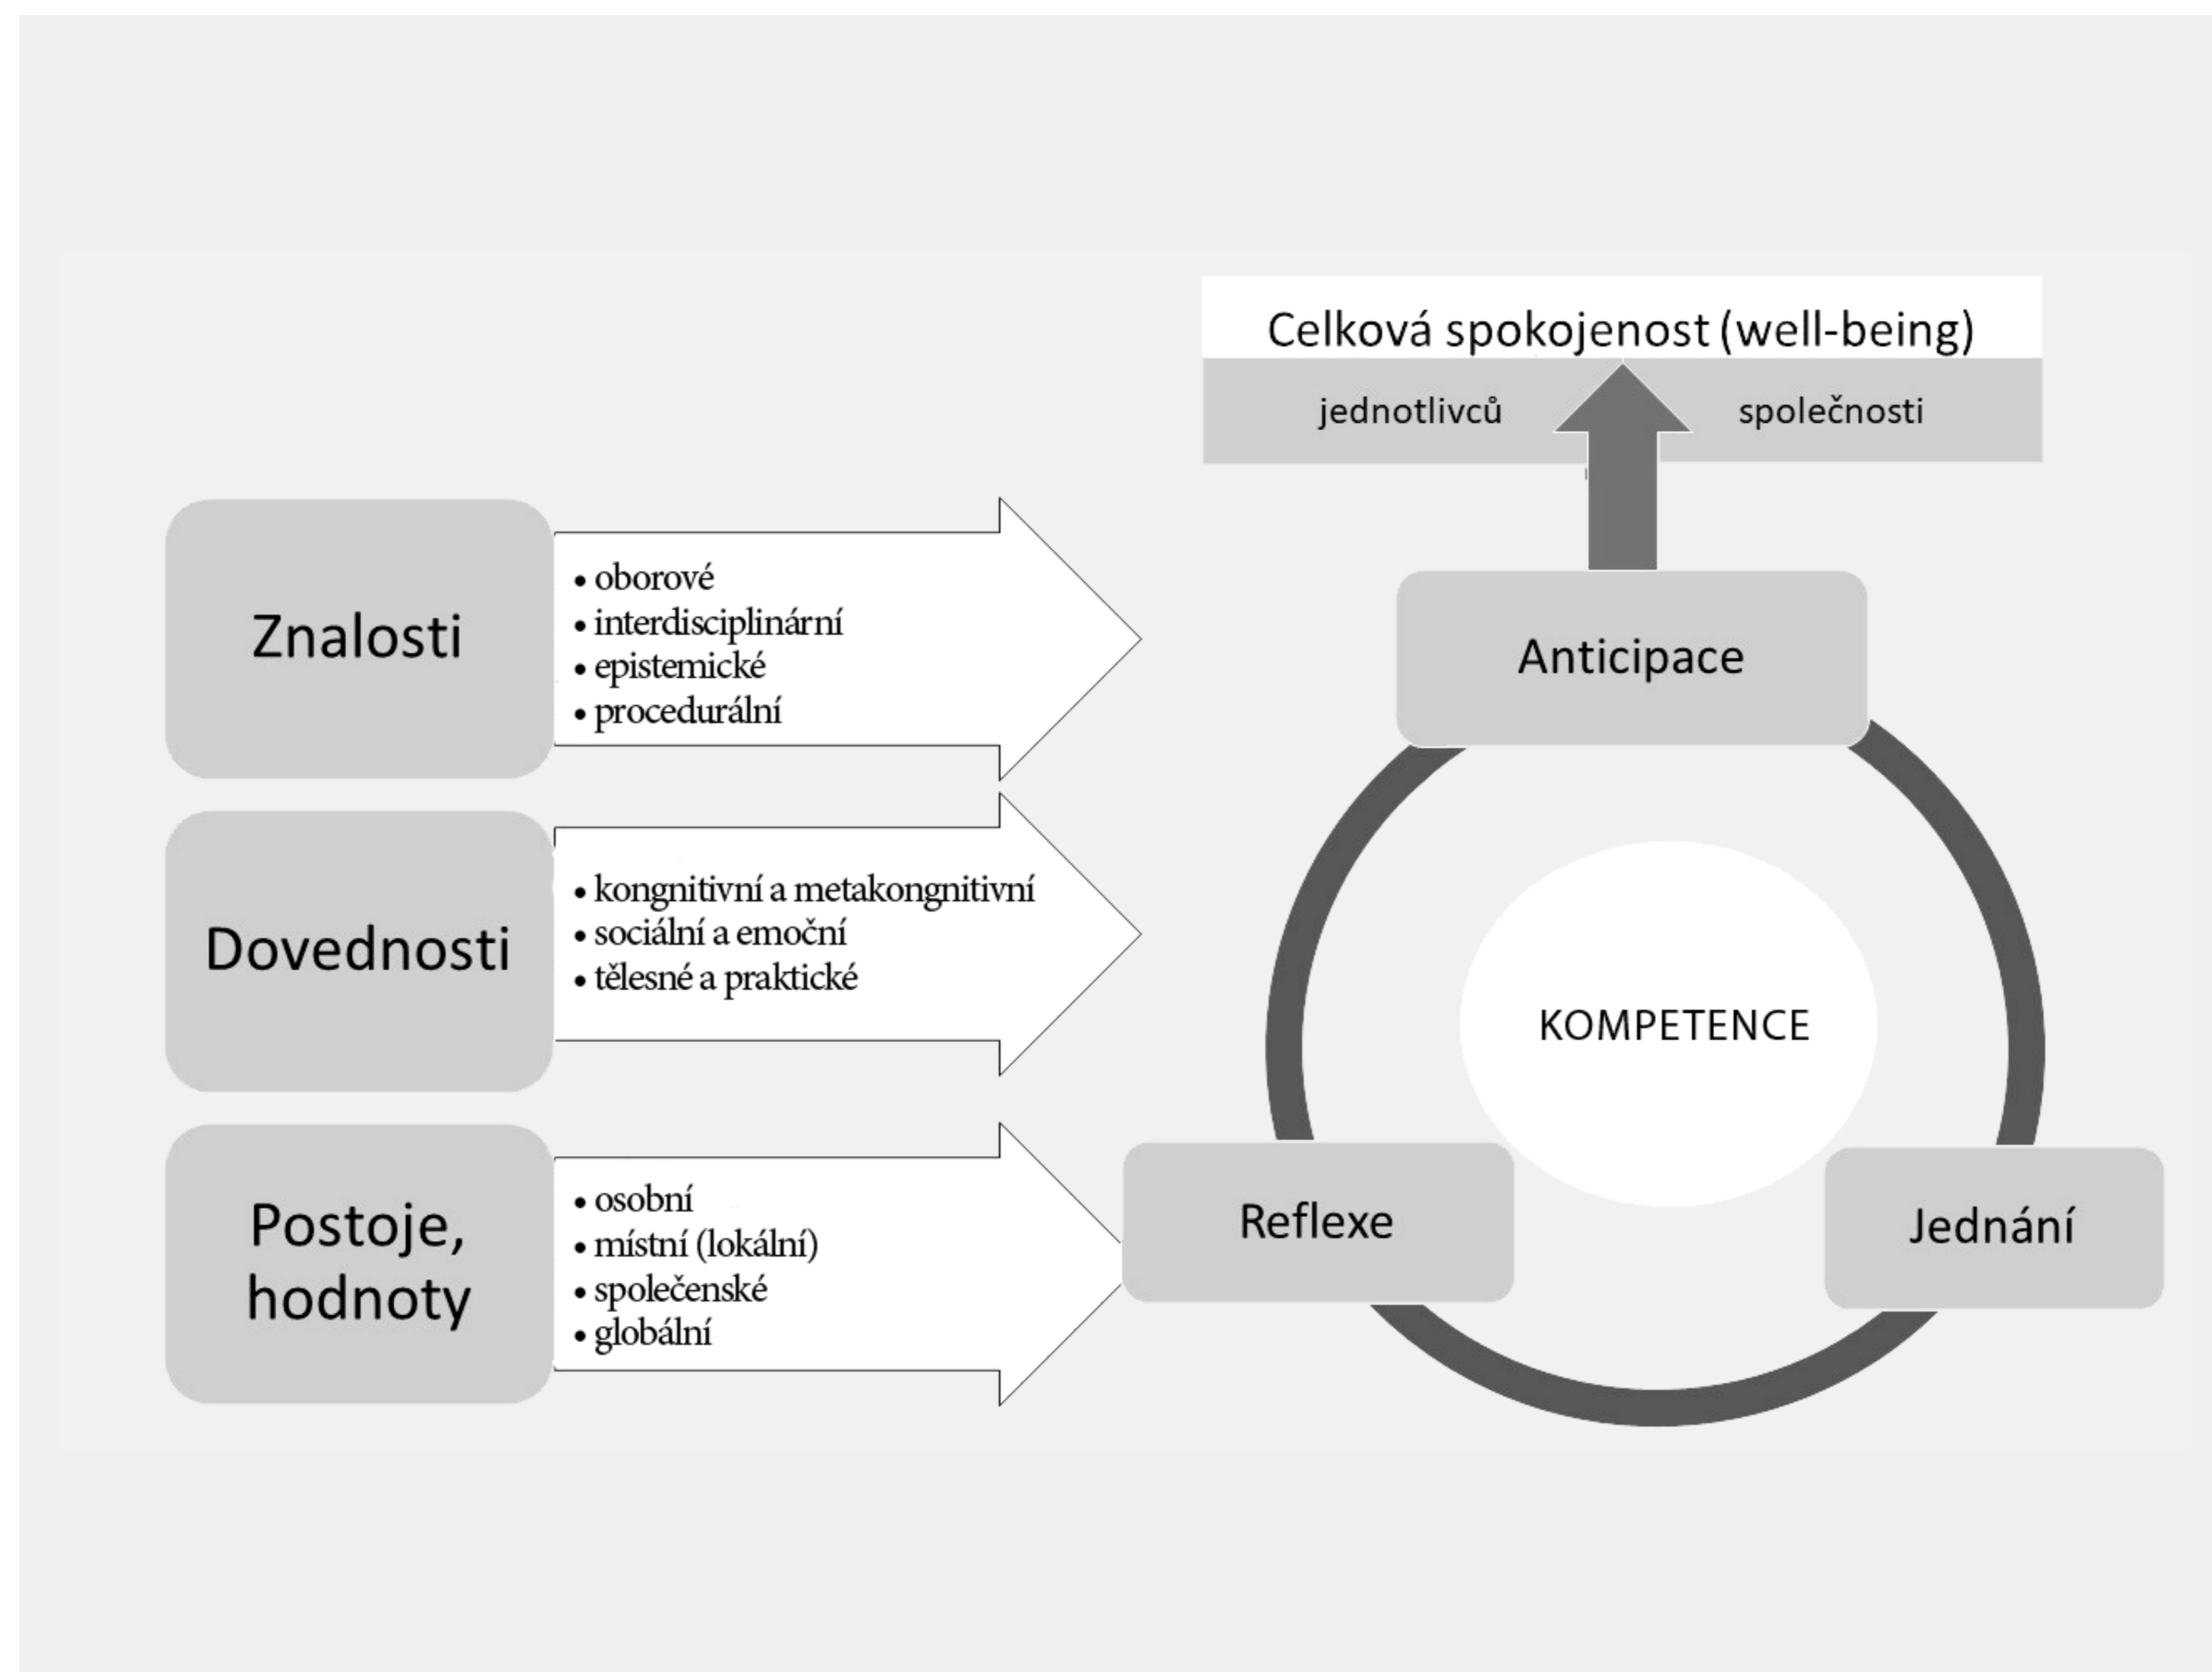 Celková spokojenost (well-being)
jednotlivců
společnosti
Znalosti
• oborové
• interdisciplinární
• epistemické
• procedurální
Dovednosti
• kongnitivní a metakongnitivní
• sociální a emoční
• tělesné a praktické
Postoje,
hodnoty
• osobní
• místní (lokální)
• společenské
• globální
Anticipace
KOMPETENCE
Reflexe
Jednání